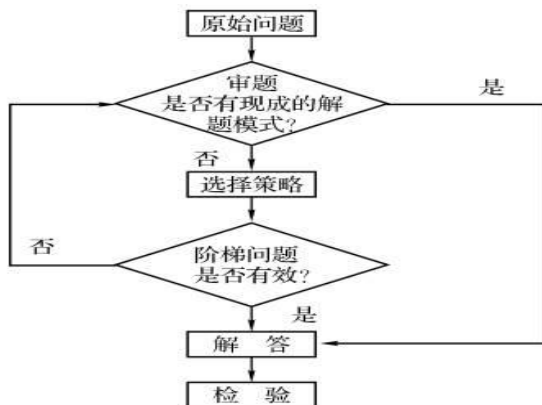 原始问题
审题
是否有现成的解
题模式?
是
否
选择策略
否
阶梯问题
是否有效?
是
解 答
检 验